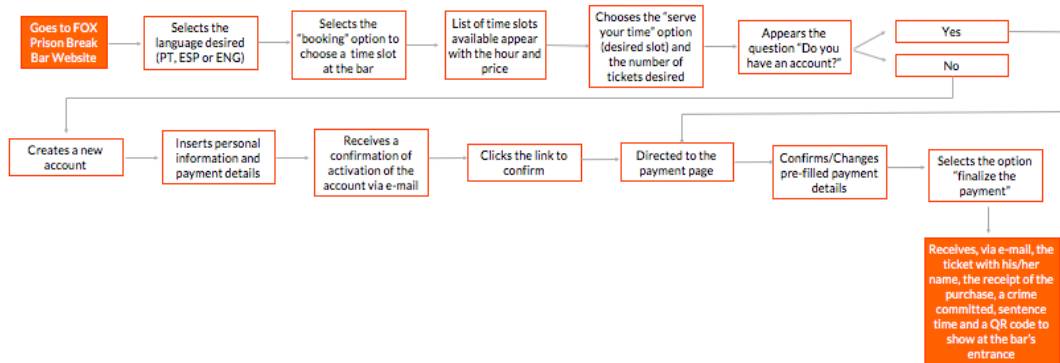 Goes to FOX
Prison Break
Bar Website
Selects the
language desired
(PT, ESP or ENG)
Selects the
"booking" option to
choose a time slot
at the bar
List of time slots
available appear
with the hour and
price
Chooses the "serve
your time" option
(desired slot) and
the number of
tickets desired
Appears the
question "Do you
have an account?"
Yes
No
Creates a new
account
Inserts personal
information and
payment details
Receives a
confirmation of
activation of the
account via e-mail
Clicks the link to
confirm
Directed to the
payment page
Confirms/Changes
pre-filled payment
details
Selects the option
"finalize the
payment"
Receives, via e-mail, the
ticket with his/her
name, the receipt of the
purchase, a crime
committed, sentence
time and a QR code to
show at the bar's
entrance